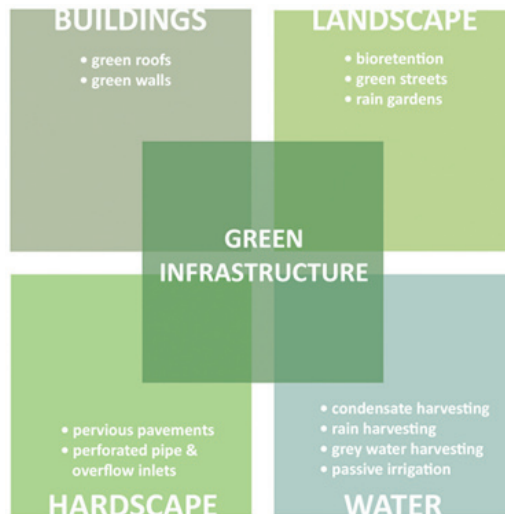 BUILDINGS
• green roofs
• green walls
LANDSCAPE
• bioretention
• green streets
• rain gardens
GREEN
INFRASTRUCTURE
• pervious pavements
• perforated pipe &
overflow inlets
HARDSCAPE
• condensate harvesting
• rain harvesting
• grey water harvesting
• passive irrigation
WATER